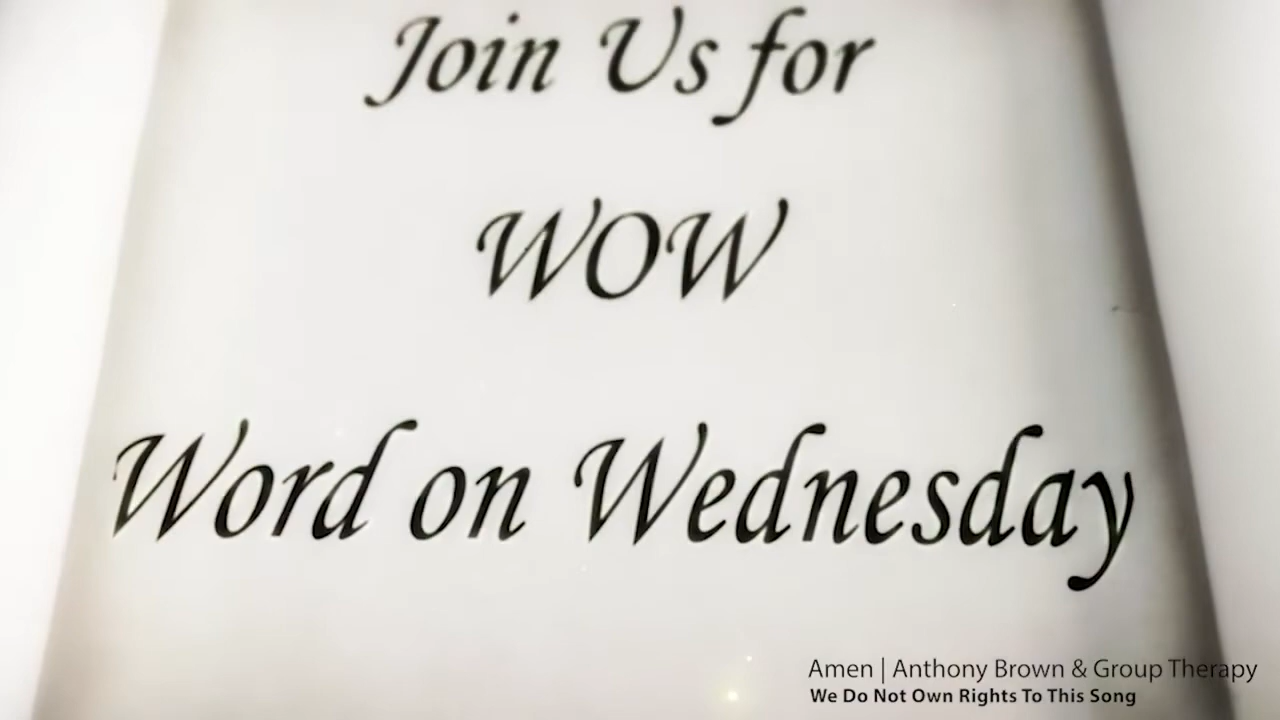 Join Us for
WOW
Word on Wednesday
Amen | Anthony Brown & Group Therapy
We Do Not Own Rights To This Song